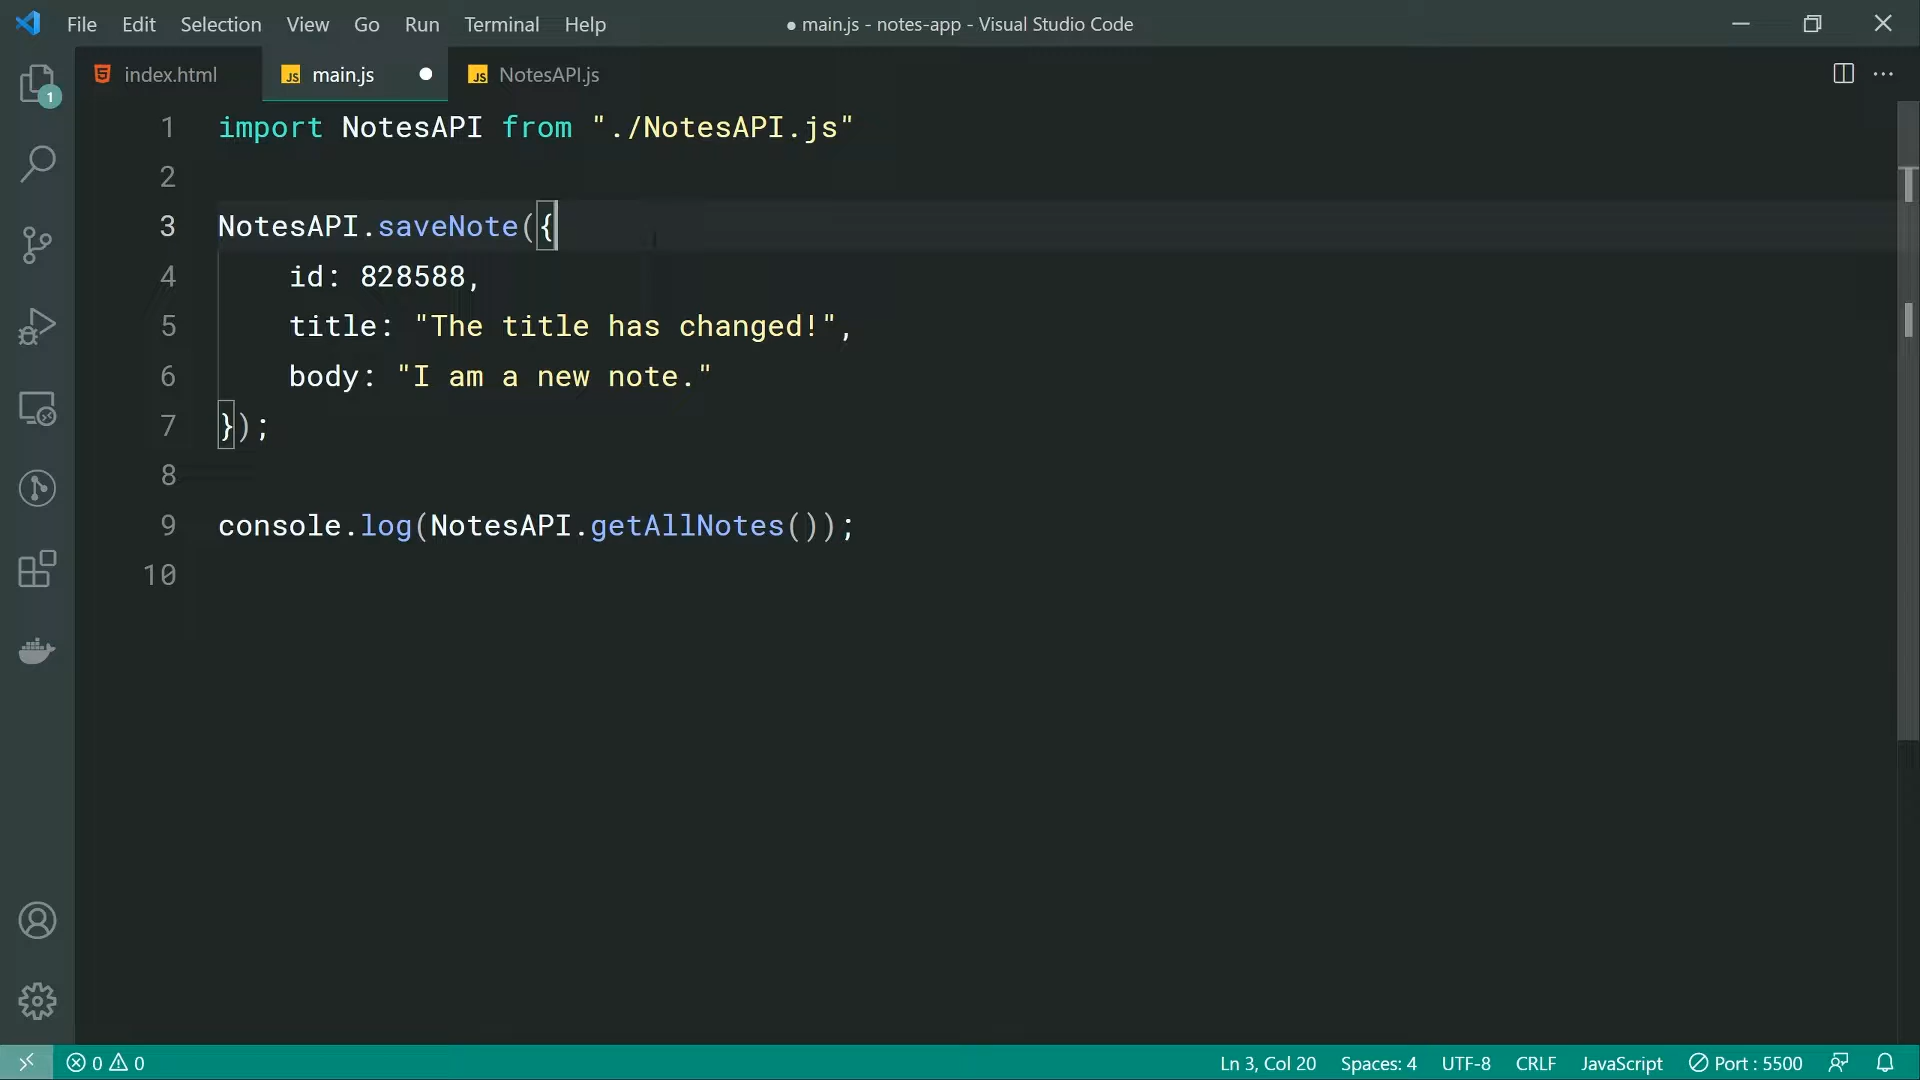 File Edit Selection View Go Run Terminal Help ● main.js - notes-app - Visual Studio Code
index.html JS main.js ● JS NotesAPI.js
1
1 import NotesAPI from "./NotesAPI.js"
2
3 NotesAPI.saveNote({
4 id: 828588,
5 title: "The title has changed!",
6 body: "I am a new note."
7 });
8
9 console.log(NotesAPI.getAllNotes());
10
0 0 Ln 3, Col 20 Spaces: 4 UTF-8 CRLF JavaScript Port : 5500